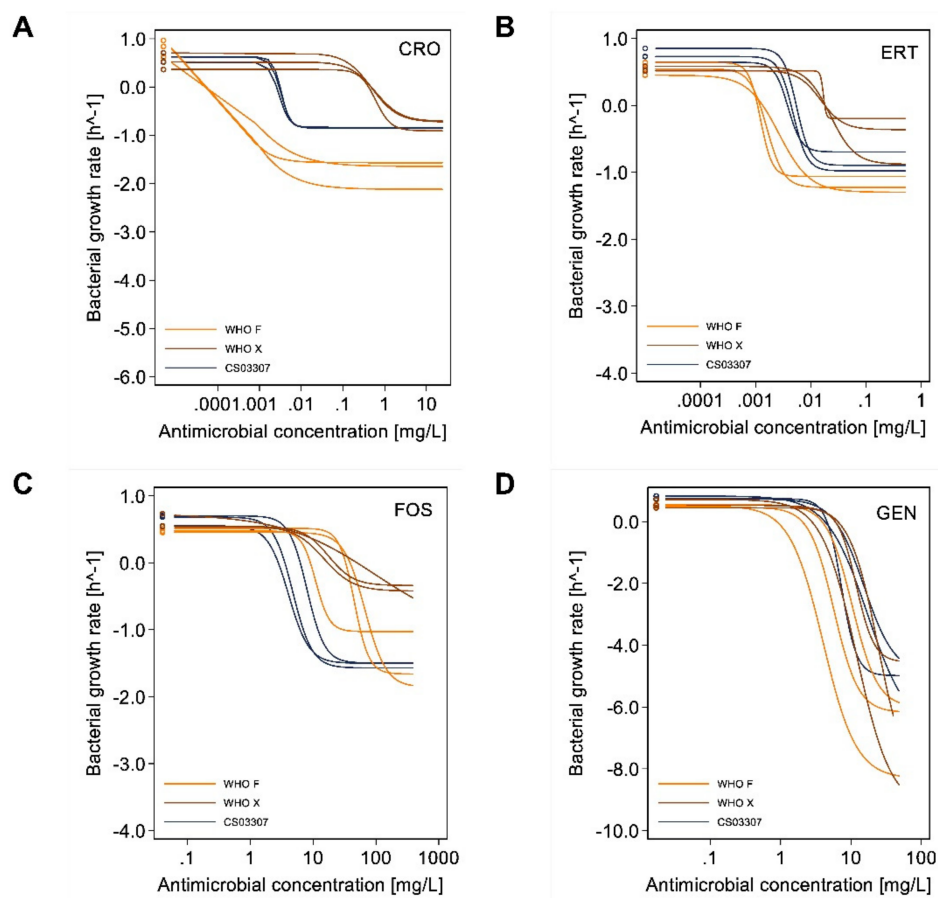 A
CRO
Bacterial growth rate [h^-1]
1.0
0.0
-1.0
-2.0
-3.0
-4.0
-5.0
-6.0
WHO F
WHO X
CS03307
.0001 .001 .01 .1 1 10
Antimicrobial concentration [mg/L]
B
ERT
Bacterial growth rate [h^-1]
1.0
0.0
-1.0
-2.0
-3.0
-4.0
WHO F
WHO X
CS03307
.0001 .001 .01 .1 1
Antimicrobial concentration [mg/L]
C
FOS
Bacterial growth rate [h^-1]
1.0
0.0
-1.0
-2.0
-3.0
-4.0
WHO F
WHO X
CS03307
.1 1 10 100 1000
Antimicrobial concentration [mg/L]
D
GEN
Bacterial growth rate [h^-1]
0.0
-2.0
-4.0
-6.0
-8.0
-10.0
WHO F
WHO X
CS03307
.1 1 10 100
Antimicrobial concentration [mg/L]